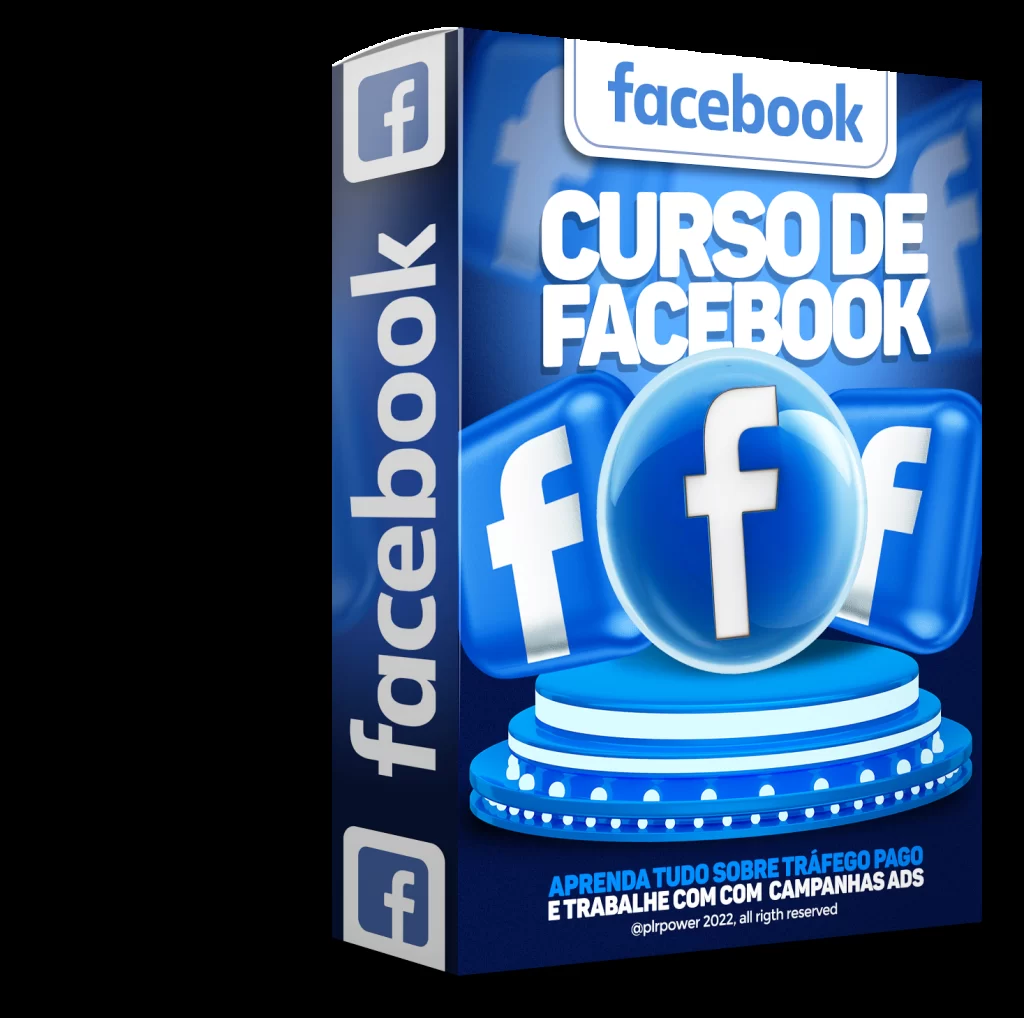 facebook
facebook
CURSO DE
FACEBOOK
f
f
f
APRENDA TUDO SOBRE TRÁFEGO PAGO
E TRABALHE COM COM CAMPANHAS ADS
@plrpower 2022, all rigth reserved